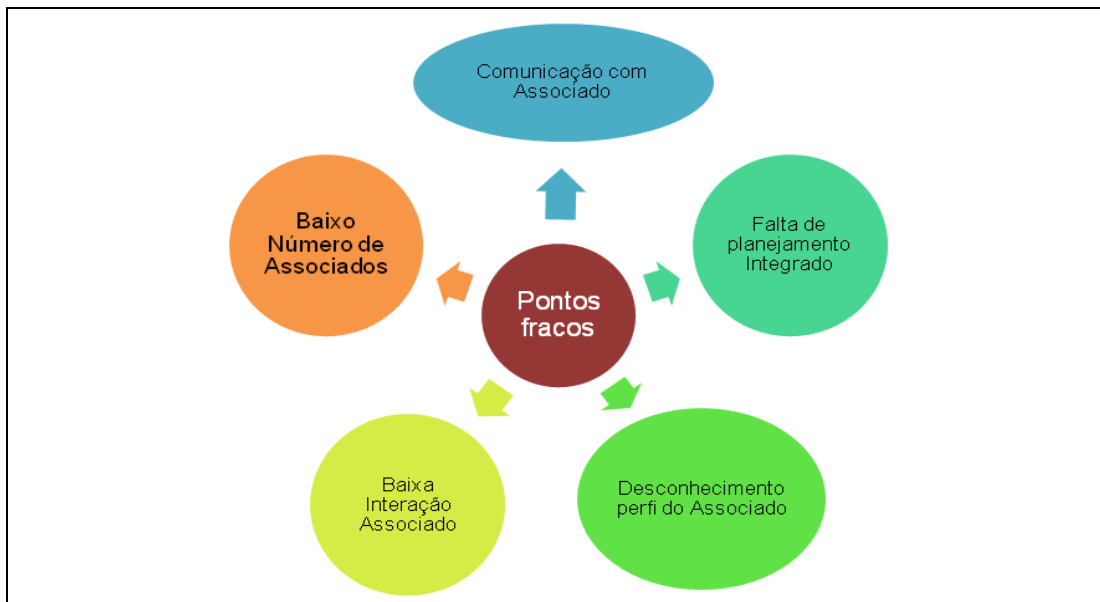 Comunicação com
Associado
Baixo
Número de
Associados
Falta de
planejamento
Integrado
Pontos
fracos
Baixa
Interação
Associado
Desconhecimento
perfi do Associado